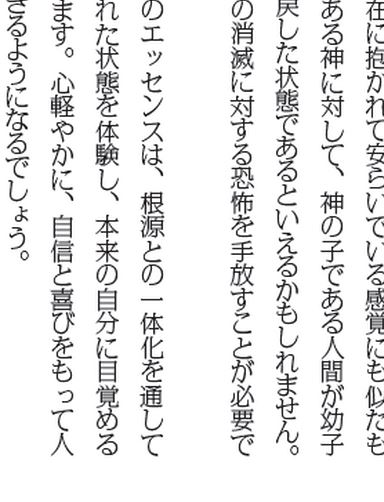 在に抱かれて安らいでいる感覚にも似たも
ある神に対して、神の子である人間が幼子
戻した状態であるといえるかもしれません。
の消滅に対する恐怖を手放すことが必要で
のエッセンスは、根源との一体化を通して
れた状態を体験し、本来の自分に目覚める
ます。心軽やかに、自信と喜びをもって人
きるようになるでしょう。